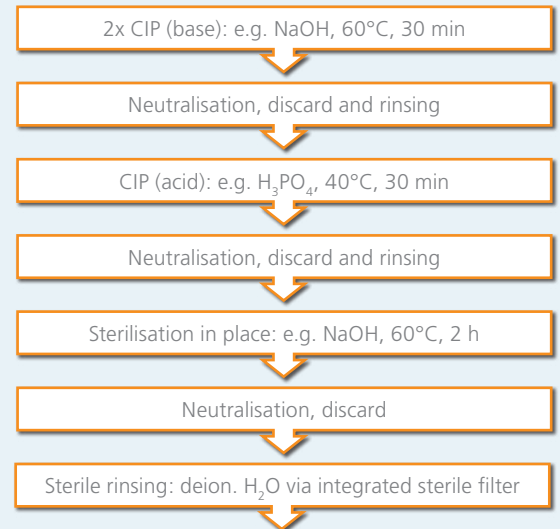 2x CIP (base): e.g. NaOH, 60°C, 30 min
Neutralisation, discard and rinsing
CIP (acid): e.g. H₃PO₄, 40°C, 30 min
Neutralisation, discard and rinsing
Sterilisation in place: e.g. NaOH, 60°C, 2 h
Neutralisation, discard
Sterile rinsing: deion. H₂O via integrated sterile filter